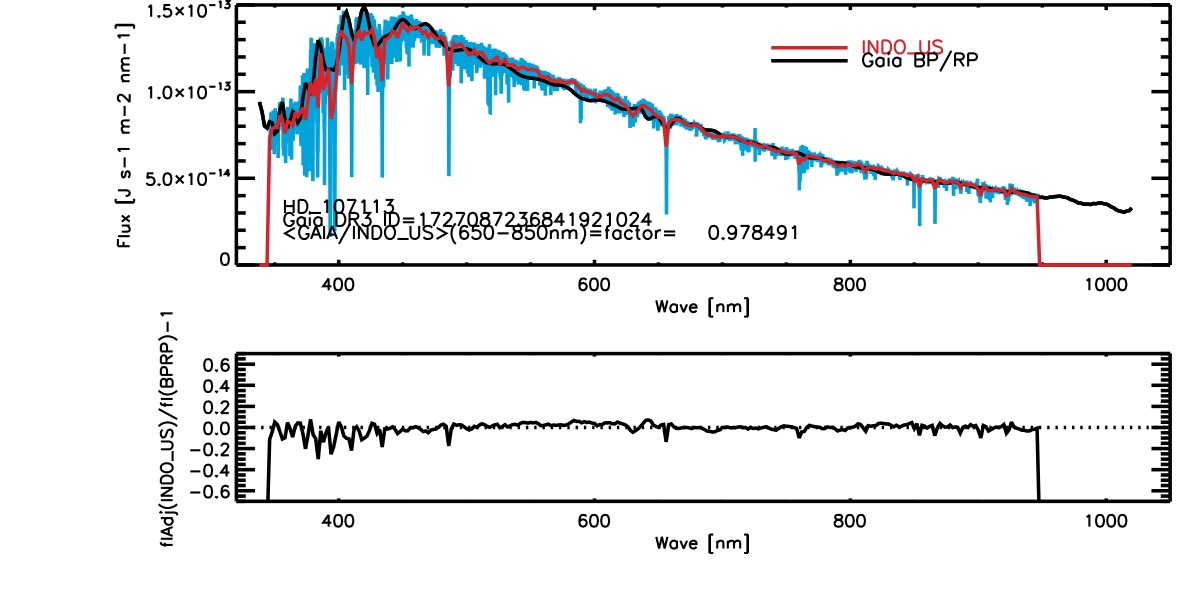 1.5×10−13
1.0×10−13
5.0×10−14
0
Flux [J s−1 m−2 nm−1]
INDO_US
Gaia BP/RP
HD_107113
Gaia DR3 ID=1727087236841921024
<GAIA/INDO_US>(650−850nm)=factor= 0.978491
400 600 800 1000
Wave [nm]
flAdj(INDO_US)/fl(BPRP)−1
0.6
0.4
0.2
0.0
−0.2
−0.4
−0.6
400 600 800 1000
Wave [nm]